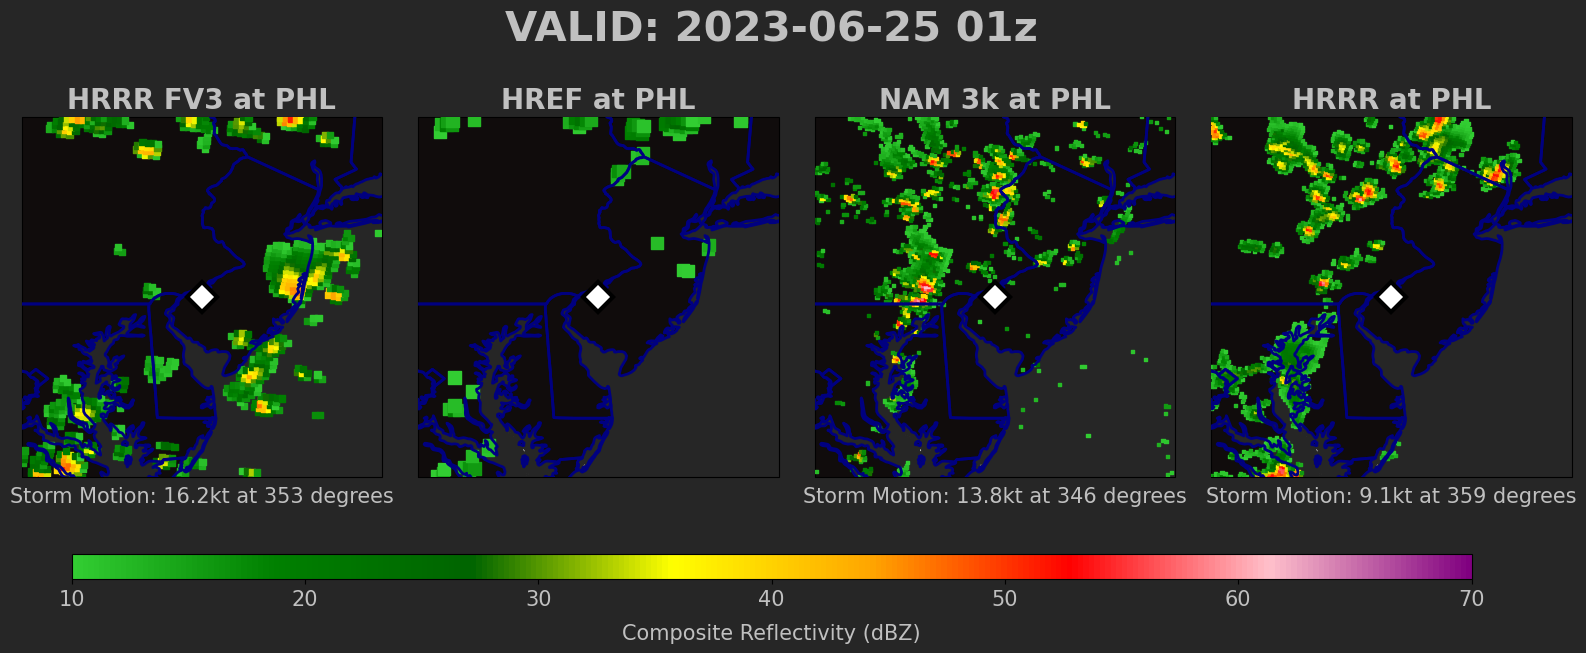 VALID: 2023-06-25 01z
HRRR FV3 at PHL
HREF at PHL
NAM 3k at PHL
HRRR at PHL
Storm Motion: 16.2kt at 353 degrees
Storm Motion: 13.8kt at 346 degrees
Storm Motion: 9.1kt at 359 degrees
10 20 30 40 50 60 70
Composite Reflectivity (dBZ)